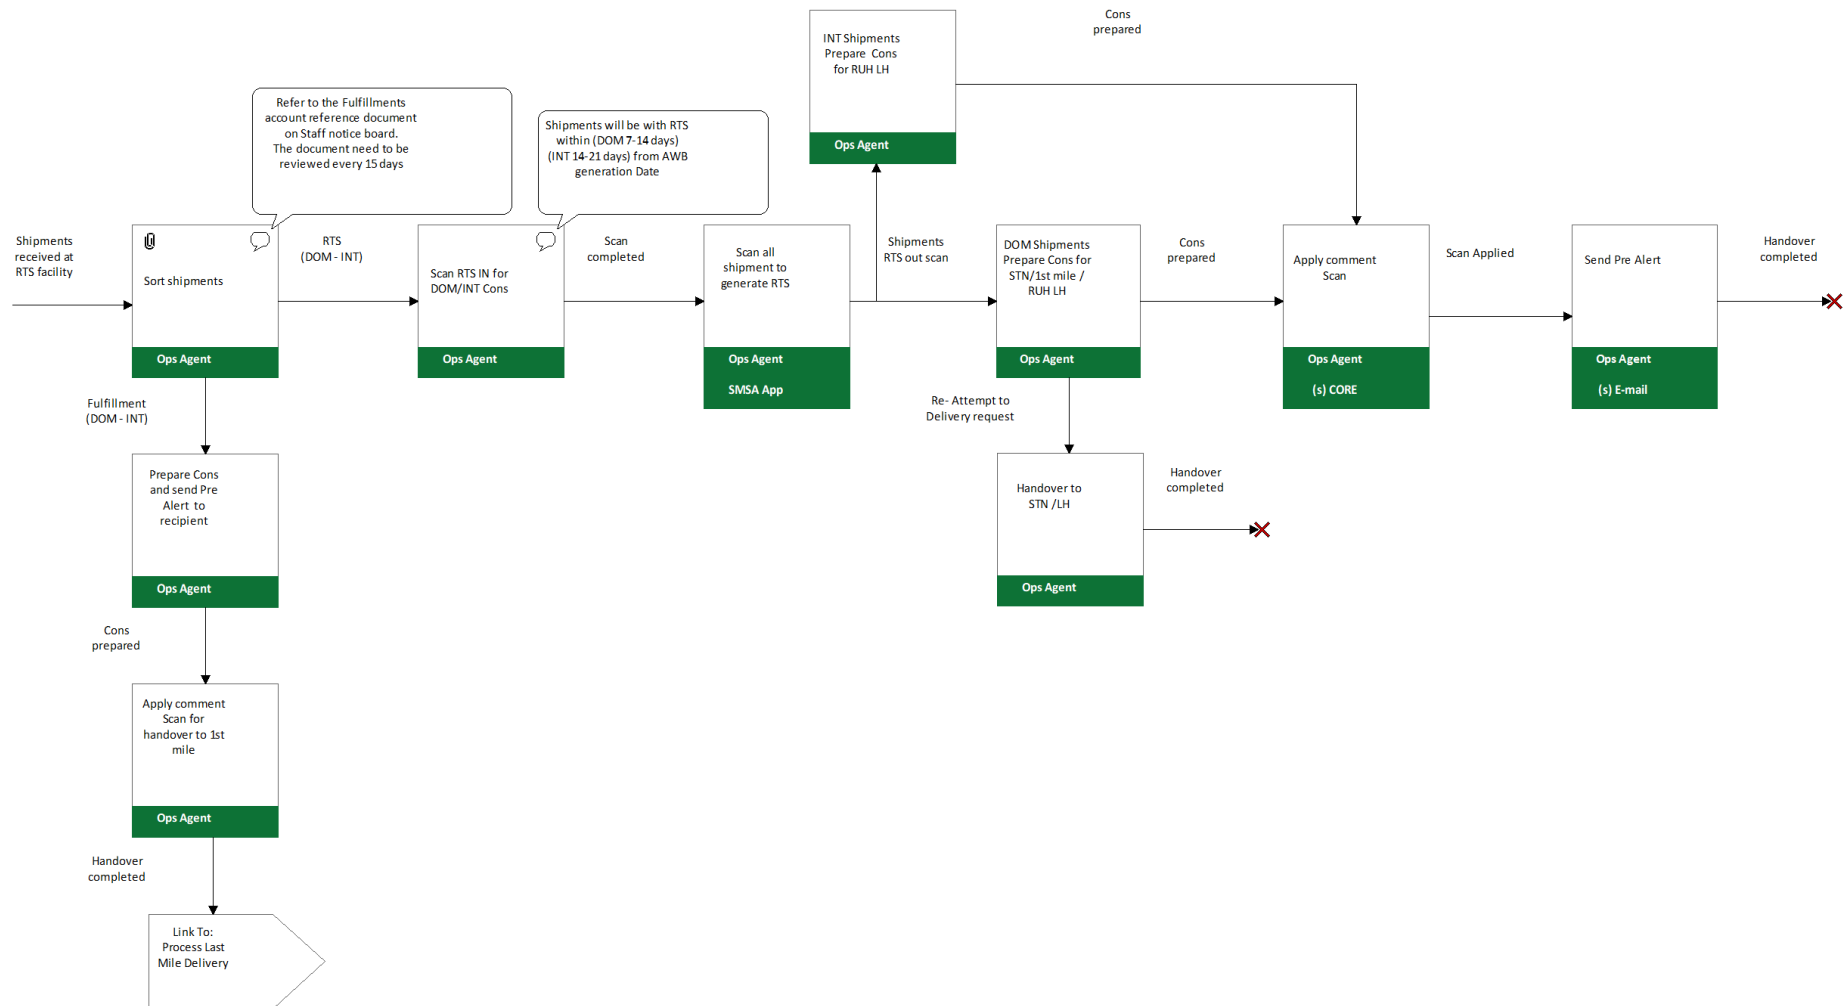 Cons
prepared
INT Shipments
Prepare Cons
for RUH LH
Ops Agent
Refer to the Fulfillments
account reference document
on Staff notice board.
The document need to be
reviewed every 15 days
Shipments will be with RTS
within (DOM 7-14 days)
(INT 14-21 days) from AWB
generation Date
Shipments
received at
RTS facility
Sort shipments
Ops Agent
RTS
(DOM - INT)
Scan RTS IN for
DOM/INT Cons
Ops Agent
Scan
completed
Scan all
shipment to
generate RTS
Ops Agent
SMSA App
Shipments
RTS out scan
DOM Shipments
Prepare Cons for
STN/1st mile /
RUH LH
Ops Agent
Cons
prepared
Apply comment
Scan
Ops Agent
(s) CORE
Scan Applied
Send Pre Alert
Ops Agent
(s) E-mail
Handover
completed
Fulfillment
(DOM - INT)
Re- Attempt to
Delivery request
Prepare Cons
and send Pre
Alert to
recipient
Ops Agent
Handover to
STN /LH
Ops Agent
Handover
completed
Cons
prepared
Apply comment
Scan for
handover to 1st
mile
Ops Agent
Handover
completed
Link To:
Process Last
Mile Delivery